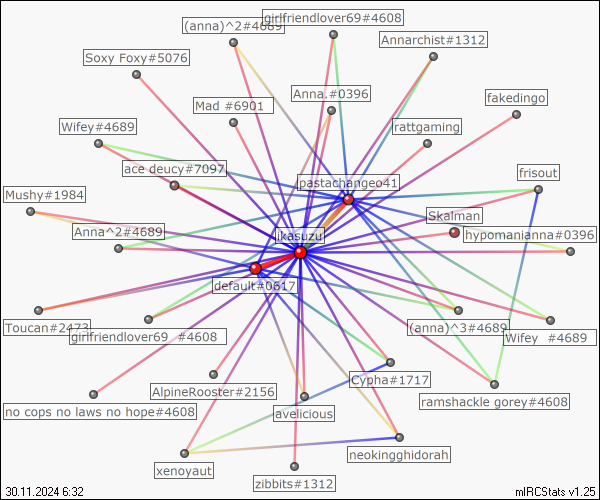 girlfriendlover69#4608
(anna)^2#4689
Annarchist#1312
Soxy Foxy#5076
Anna.#0396
fakedingo
Mad #6901
Wifey#4689
rattgaming
ace deucy#7097
frisout
pastachangeo41
Mushy#1984
Skalman
Anna^2#4689
ikasuzu
hypomanianna#0396
default#0617
Toucan#2473
girlfriendlover69 #4608
(anna)^3#4689
Wifey #4689
Cypha#1717
AlpineRooster#2156
ramshackle gorey#4608
no cops no laws no hope#4608
avelicious
neokingghidorah
xenoyaut
zibbits#1312
30.11.2024 6:32
mIRCStats v1.25